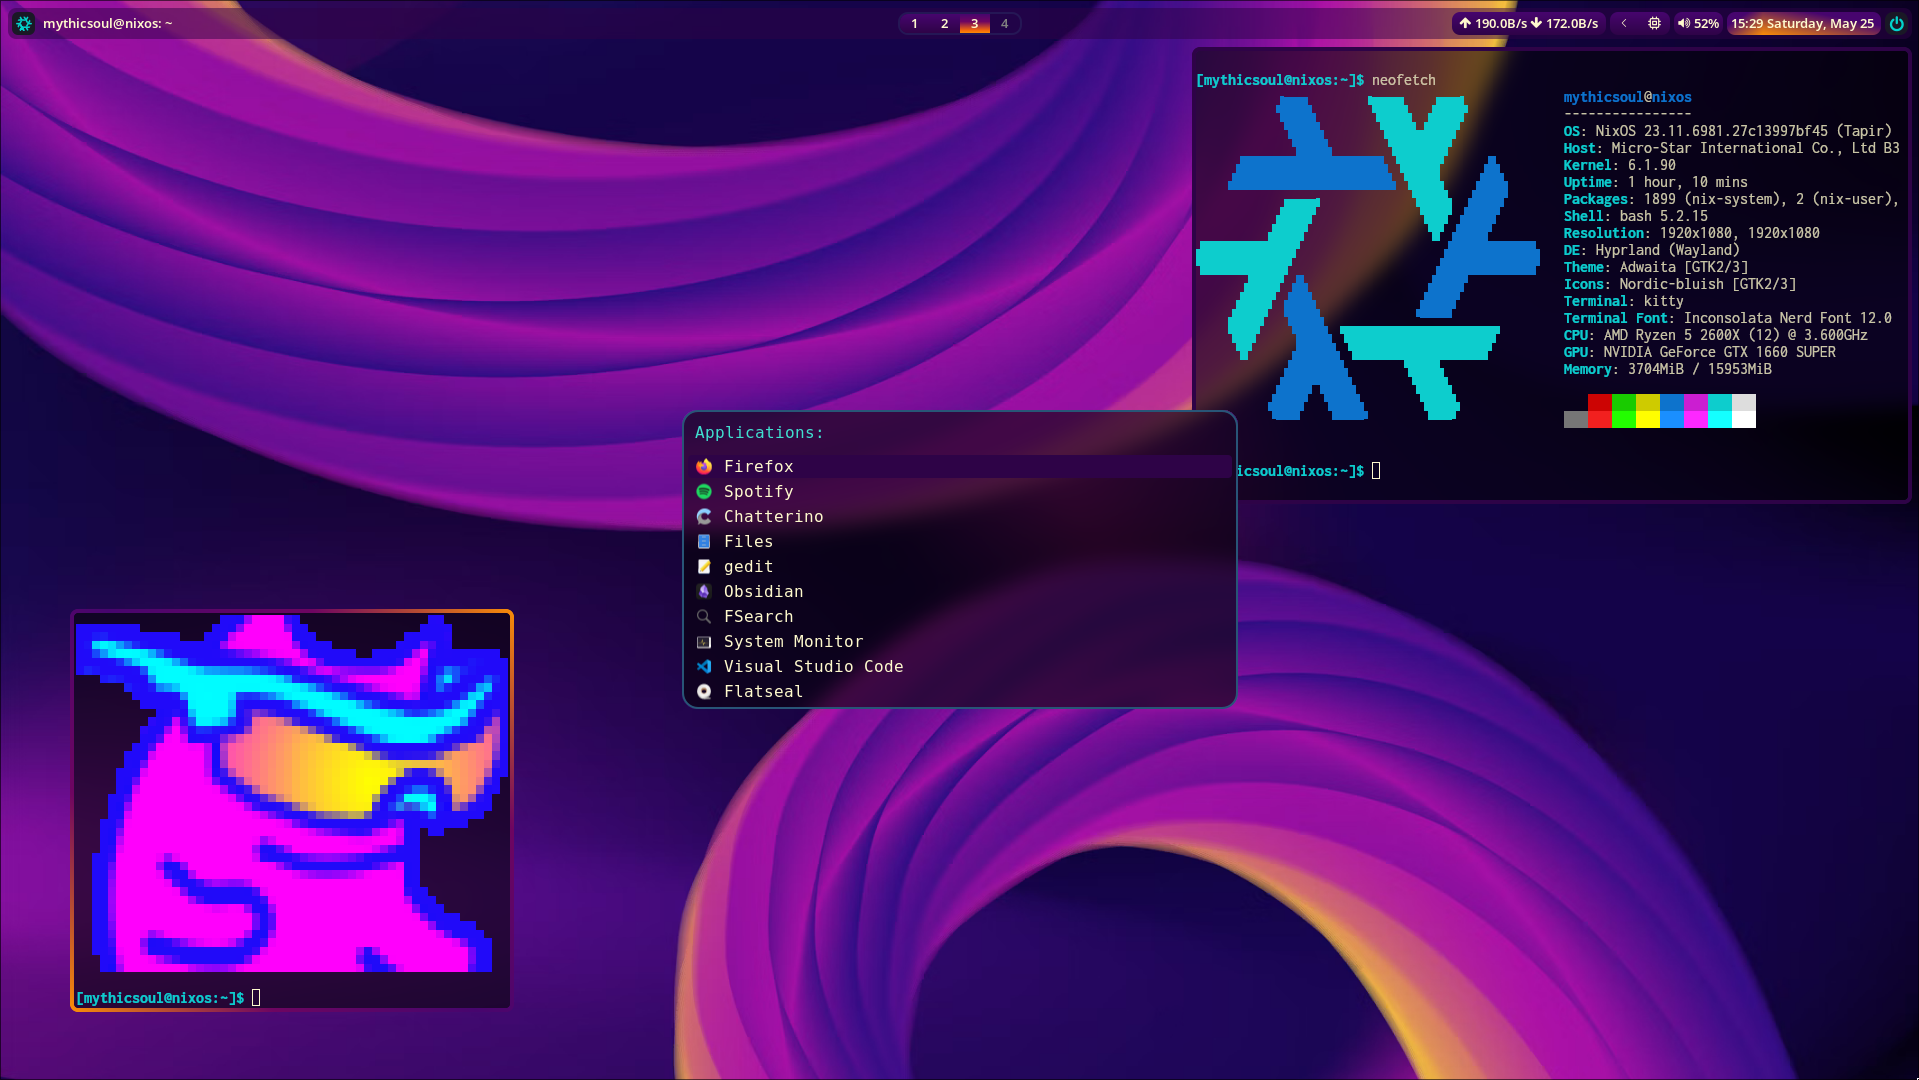 mythicsoul@nixos: ~
1 2 3 4
190.0B/s 172.0B/s
52%
15:29 Saturday, May 25
[mythicsoul@nixos:~]$ neofetch
mythicsoul@nixos
----------------
OS: NixOS 23.11.6981.27c13997bf45 (Tapir)
Host: Micro-Star International Co., Ltd B3
Kernel: 6.1.90
Uptime: 1 hour, 10 mins
Packages: 1899 (nix-system), 2 (nix-user),
Shell: bash 5.2.15
Resolution: 1920x1080, 1920x1080
DE: Hyprland (Wayland)
Theme: Adwaita [GTK2/3]
Icons: Nordic-bluish [GTK2/3]
Terminal: kitty
Terminal Font: Inconsolata Nerd Font 12.0
CPU: AMD Ryzen 5 2600X (12) @ 3.600GHz
GPU: NVIDIA GeForce GTX 1660 SUPER
Memory: 3704MiB / 15953MiB
icsoul@nixos:~]$
Applications:
Firefox
Spotify
Chatterino
Files
gedit
Obsidian
FSearch
System Monitor
Visual Studio Code
Flatseal
[mythicsoul@nixos:~]$